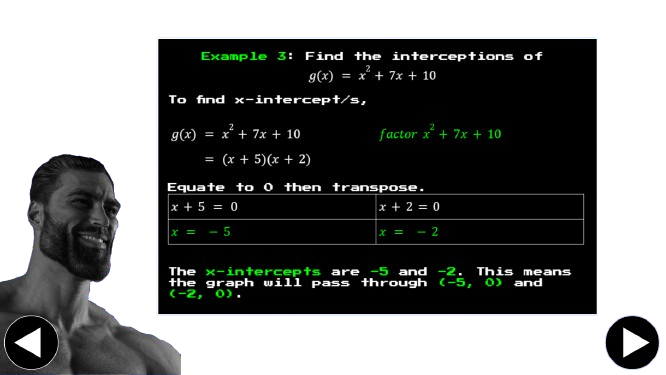 Example 3: Find the interceptions of
g(x) = x² + 7x + 10
To find x-intercept/s,
g(x) = x² + 7x + 10 factor x² + 7x + 10
= (x + 5)(x + 2)
Equate to 0 then transpose.
x + 5 = 0 x + 2 = 0
x = − 5 x = − 2
The x-intercepts are -5 and -2. This means
the graph will pass through (-5, 0) and
(-2, 0).